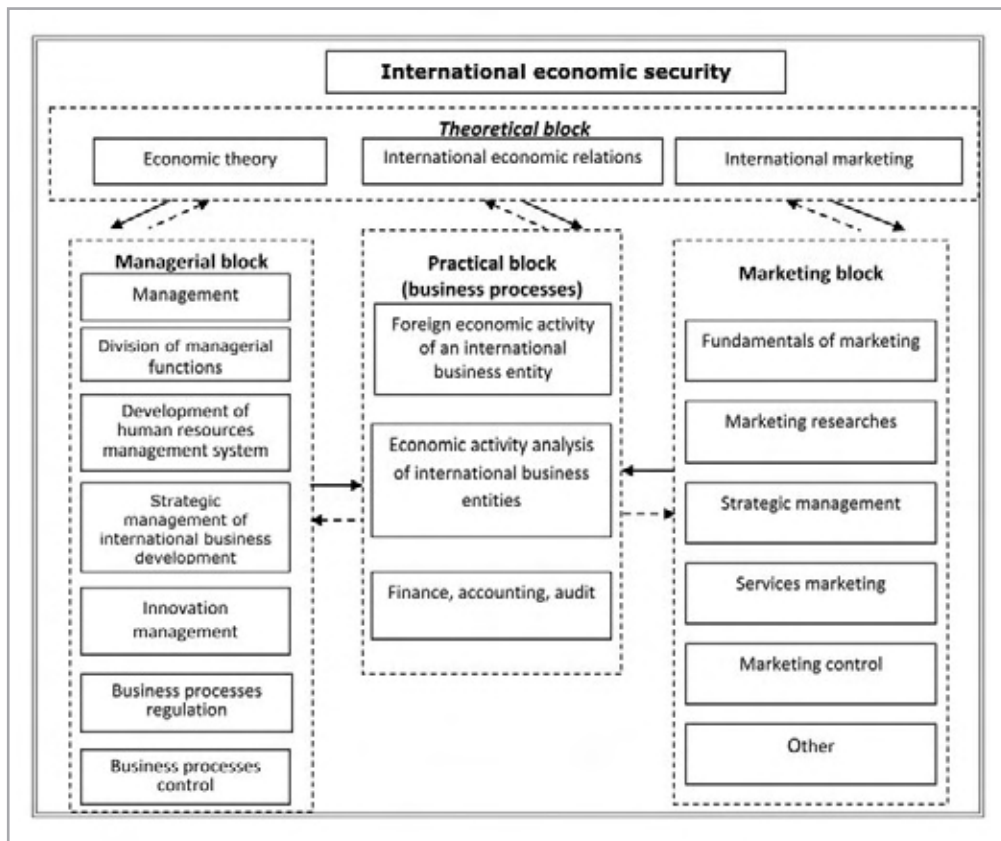 International economic security
Theoretical block
Economic theory
International economic relations
International marketing
Managerial block
Management
Division of managerial
functions
Development of
human resources
management system
Strategic
management of
international business
development
Innovation
management
Business processes
regulation
Business processes
control
Practical block
(business processes)
Foreign economic activity
of an international
business entity
Economic activity analysis
of international business
entities
Finance, accounting, audit
Marketing block
Fundamentals of marketing
Marketing researches
Strategic management
Services marketing
Marketing control
Other